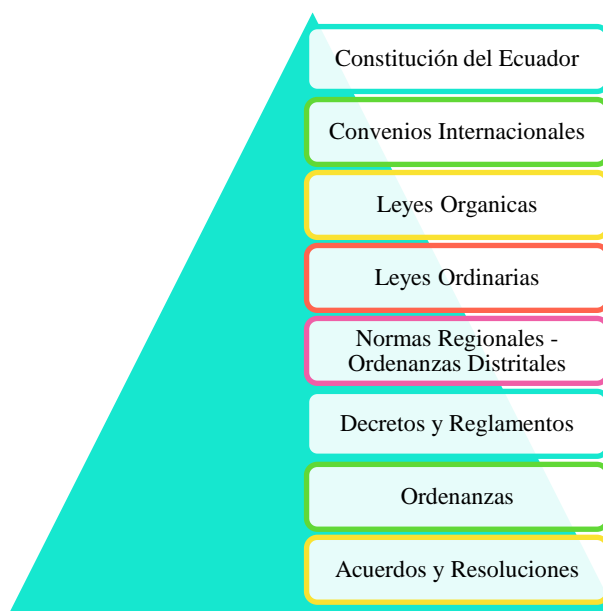 Constitución del Ecuador
Convenios Internacionales
Leyes Organicas
Leyes Ordinarias
Normas Regionales -
Ordenanzas Distritales
Decretos y Reglamentos
Ordenanzas
Acuerdos y Resoluciones